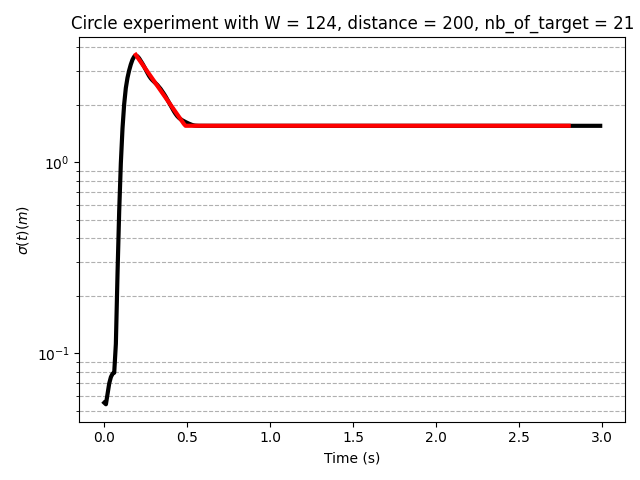 Circle experiment with W = 124, distance = 200, nb_of_target = 21
10⁰
10⁻¹
σ(t)(m)
0.0 0.5 1.0 1.5 2.0 2.5 3.0
Time (s)